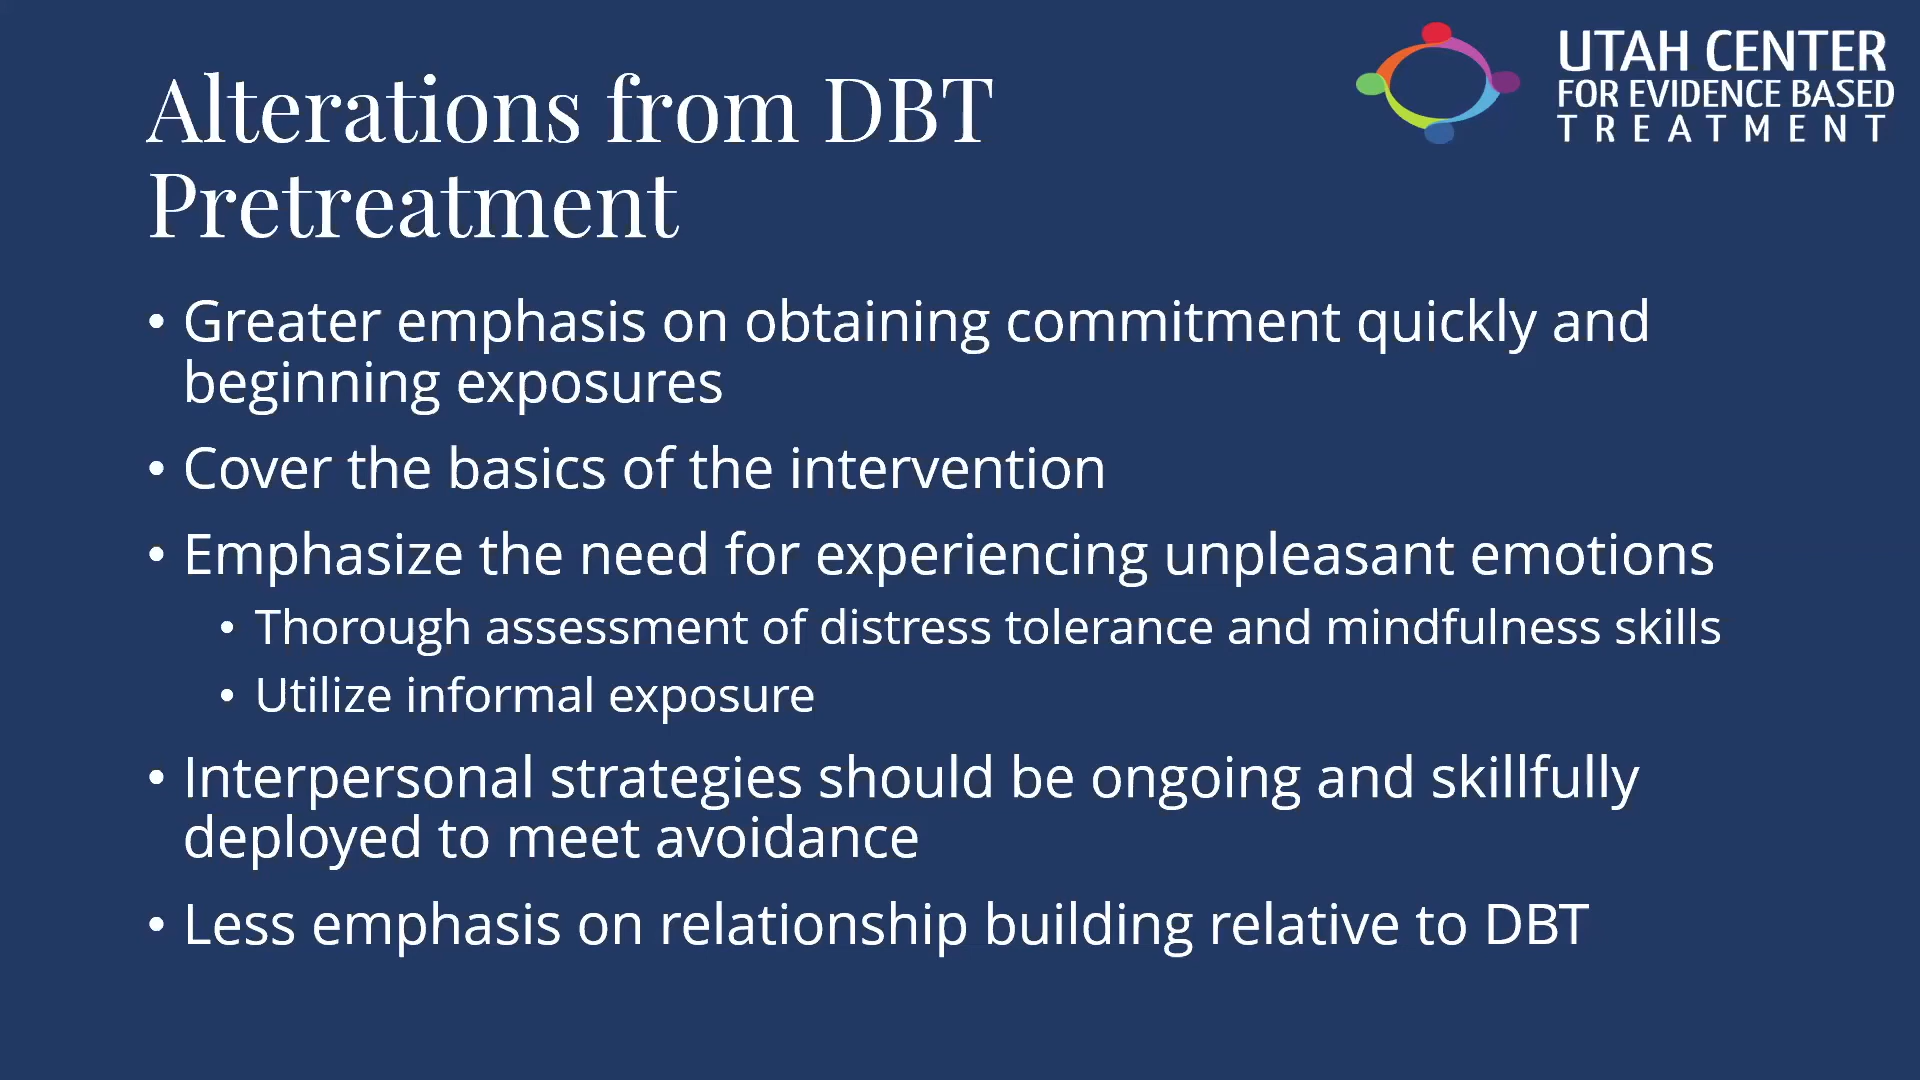 Alterations from DBT
Pretreatment
UTAH CENTER
FOR EVIDENCE BASED
TREATMENT
• Greater emphasis on obtaining commitment quickly and
beginning exposures
• Cover the basics of the intervention
• Emphasize the need for experiencing unpleasant emotions
• Thorough assessment of distress tolerance and mindfulness skills
• Utilize informal exposure
• Interpersonal strategies should be ongoing and skillfully
deployed to meet avoidance
• Less emphasis on relationship building relative to DBT